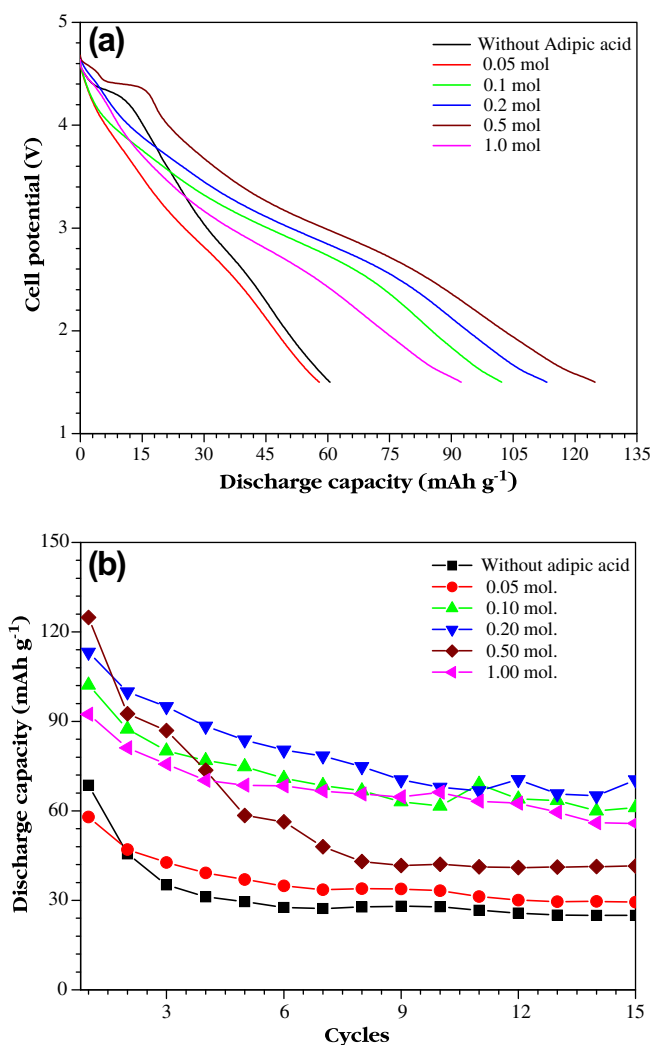 (a)
Without Adipic acid
0.05 mol
0.1 mol
0.2 mol
0.5 mol
1.0 mol
5
4
3
2
1
Cell potential (V)
0 15 30 45 60 75 90 105 120 135
Discharge capacity (mAh g-1)
(b)
Without adipic acid
0.05 mol.
0.10 mol.
0.20 mol.
0.50 mol.
1.00 mol.
150
120
90
60
30
0
Discharge capacity (mAh g-1)
3 6 9 12 15
Cycles